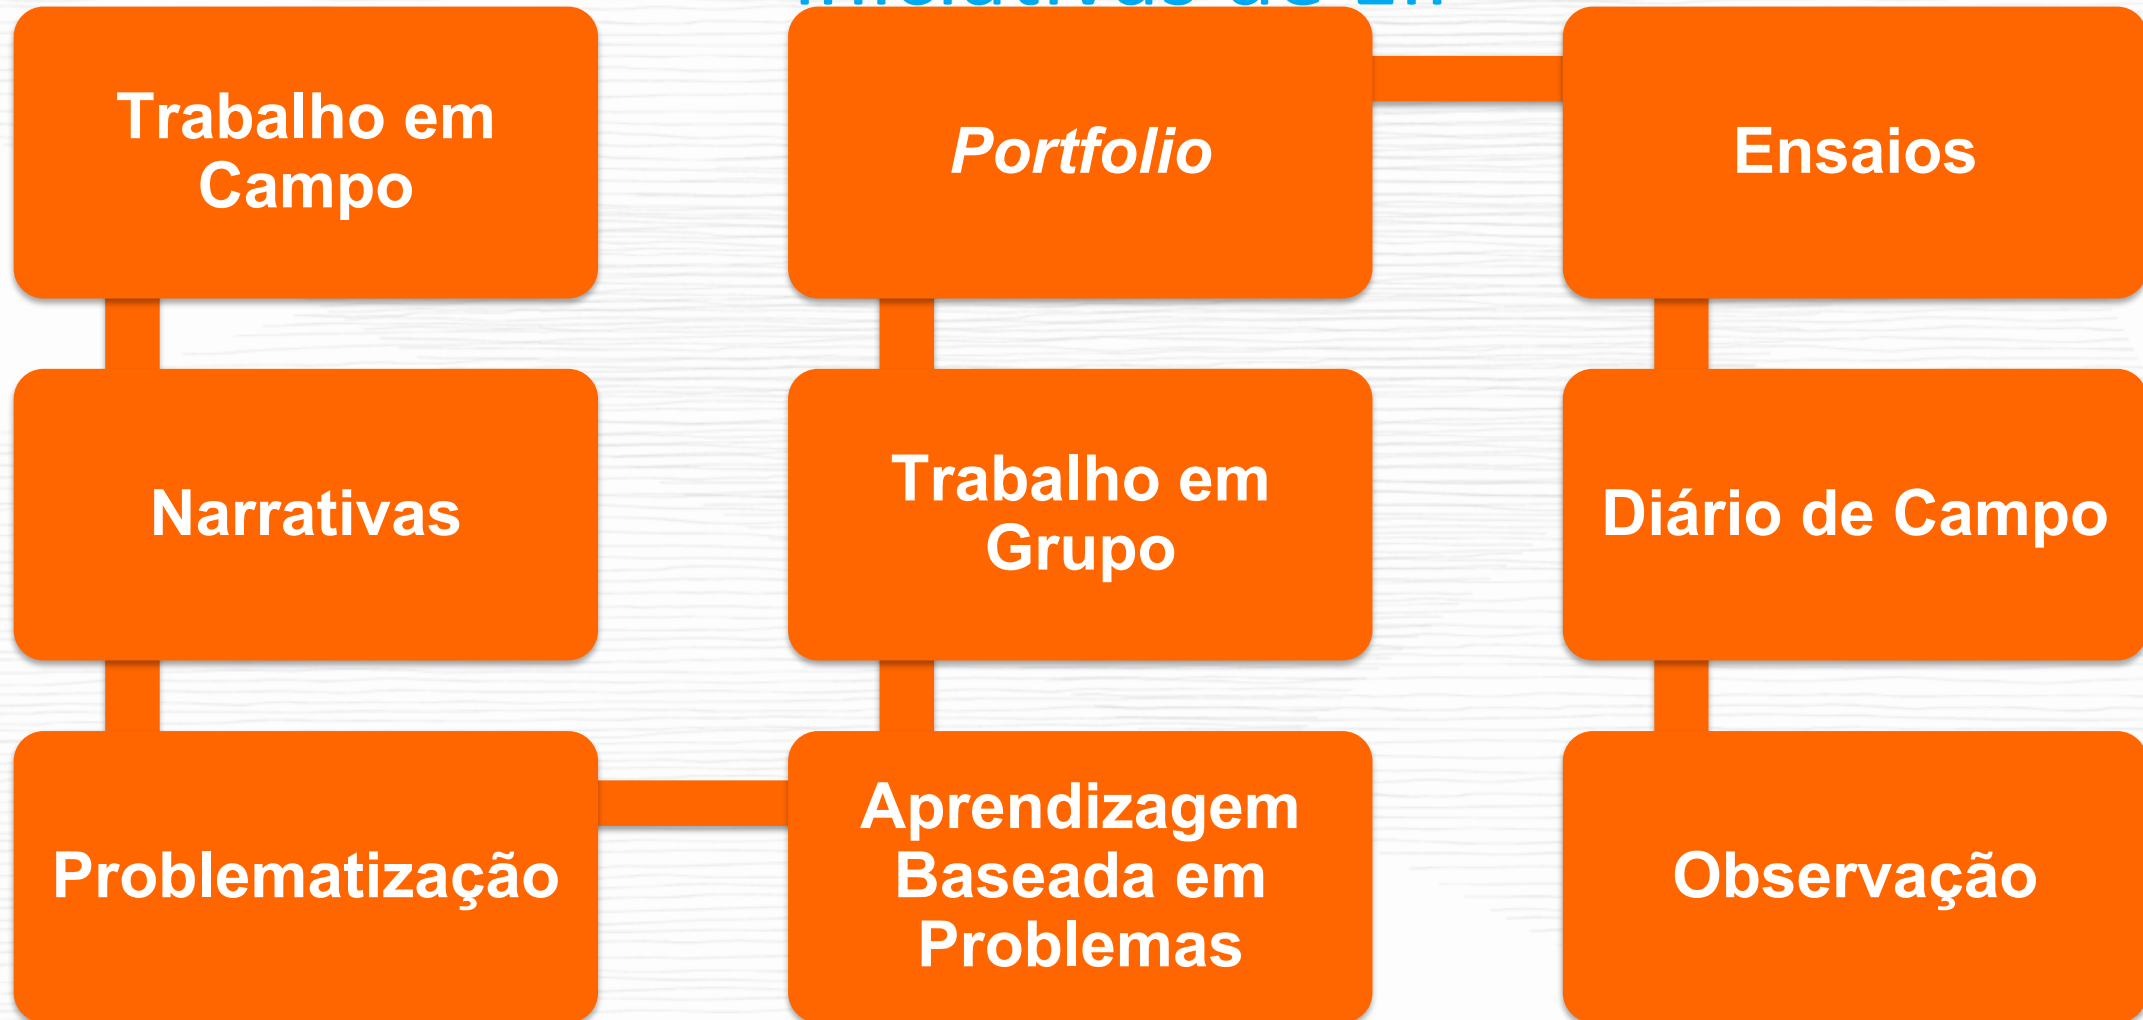 Trabalho em
Campo
Narrativas
Problematização
Aprendizagem
Baseada em
Problemas
Trabalho em
Grupo
Portfolio
Ensaios
Diário de Campo
Observação